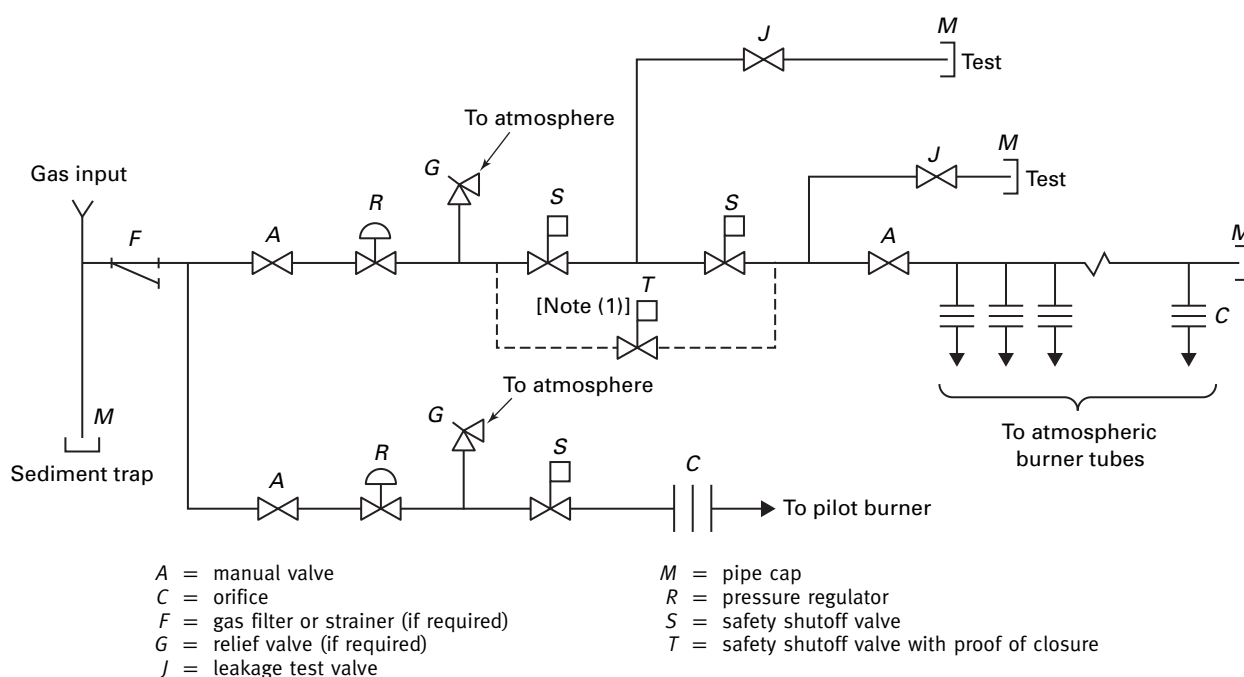 J
M
Test
To atmosphere
G
J
M
Test
Gas input
F
A
R
S
S
A
M
T
[Note (1)]
C
To atmosphere
G
M
Sediment trap
To atmospheric
burner tubes
A
R
S
C
To pilot burner
A = manual valve
C = orifice
F = gas filter or strainer (if required)
G = relief valve (if required)
J = leakage test valve
M = pipe cap
R = pressure regulator
S = safety shutoff valve
T = safety shutoff valve with proof of closure